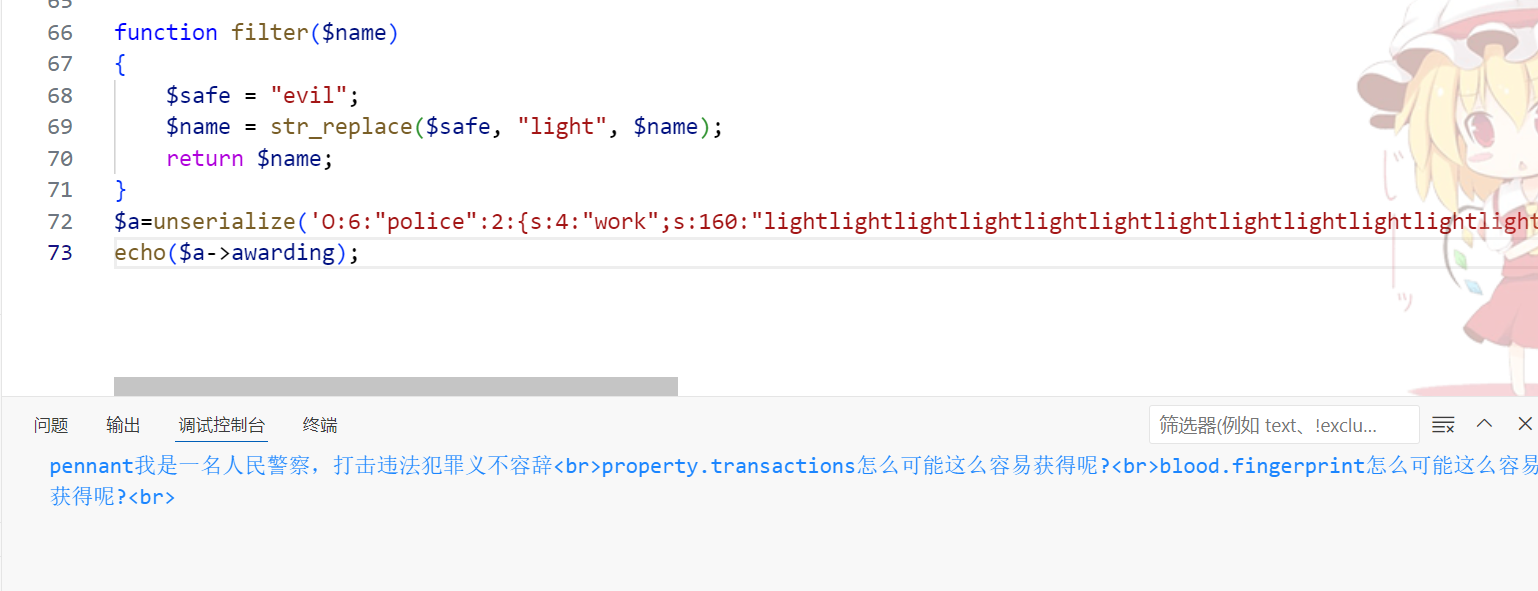 65
66 function filter($name)
67 {
68 $safe = "evil";
69 $name = str_replace($safe, "light", $name);
70 return $name;
71 }
72 $a=unserialize('O:6:"police":2:{s:4:"work";s:160:"lightlightlightlightlightlightlightlightlightlightlightlight
73 echo($a->awarding);
じ
ッ
问题 输出 调试控制台 终端 筛选器(例如 text、!exclu...
pennant我是一名人民警察，打击违法犯罪义不容辞<br>property.transactions怎么可能这么容易获得呢?<br>blood.fingerprint怎么可能这么容易
获得呢?<br>